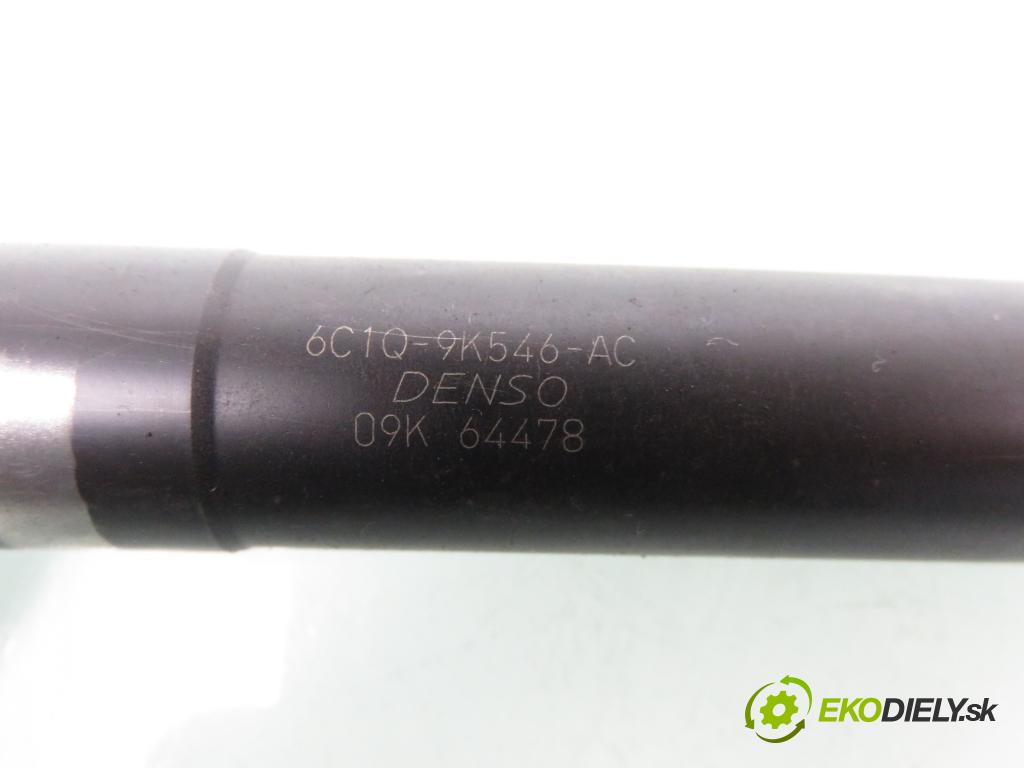 6C1Q-9K546-AC
DENSO
09K 64478
EKODIELY.sk